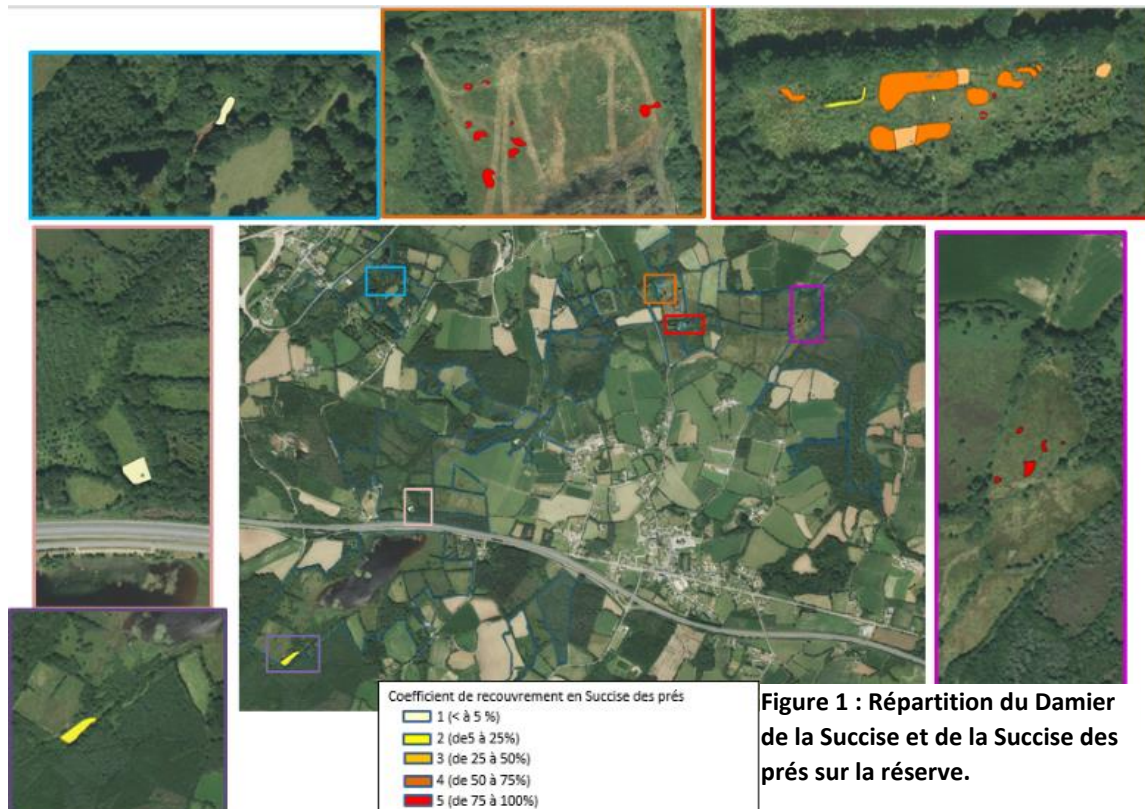 Coefficient de recouvrement en Succise des prés
1 (< à 5 %)
2 (de5 à 25%)
3 (de 25 à 50%)
4 (de 50 à 75%)
5 (de 75 à 100%)
Figure 1 : Répartition du Damier
de la Succise et de la Succise des
prés sur la réserve.